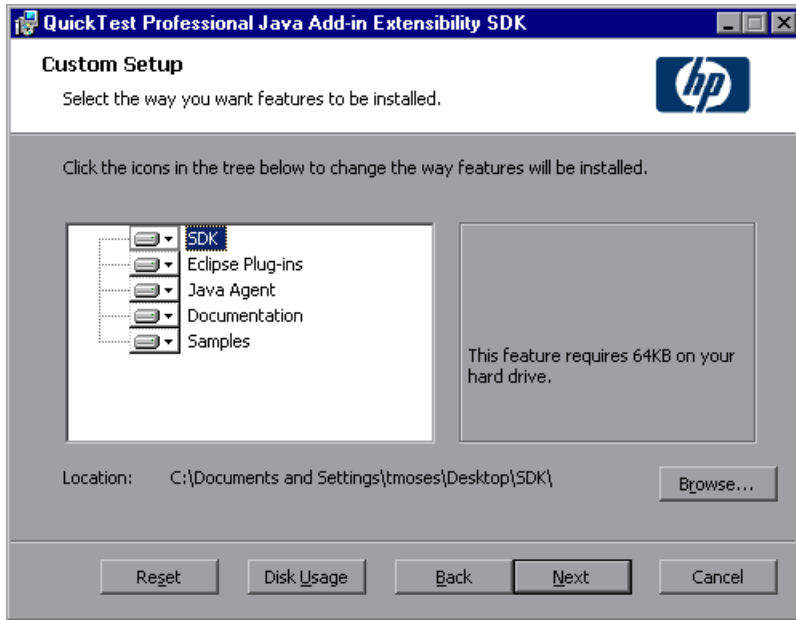 QuickTest Professional Java Add-in Extensibility SDK
Custom Setup
Select the way you want features to be installed.
hp
Click the icons in the tree below to change the way features will be installed.
SDK
Eclipse Plug-ins
Java Agent
Documentation
Samples
This feature requires 64KB on your
hard drive.
Location: C:\Documents and Settings\tmoses\Desktop\SDK\
Browse...
Reset Disk Usage Back Next Cancel